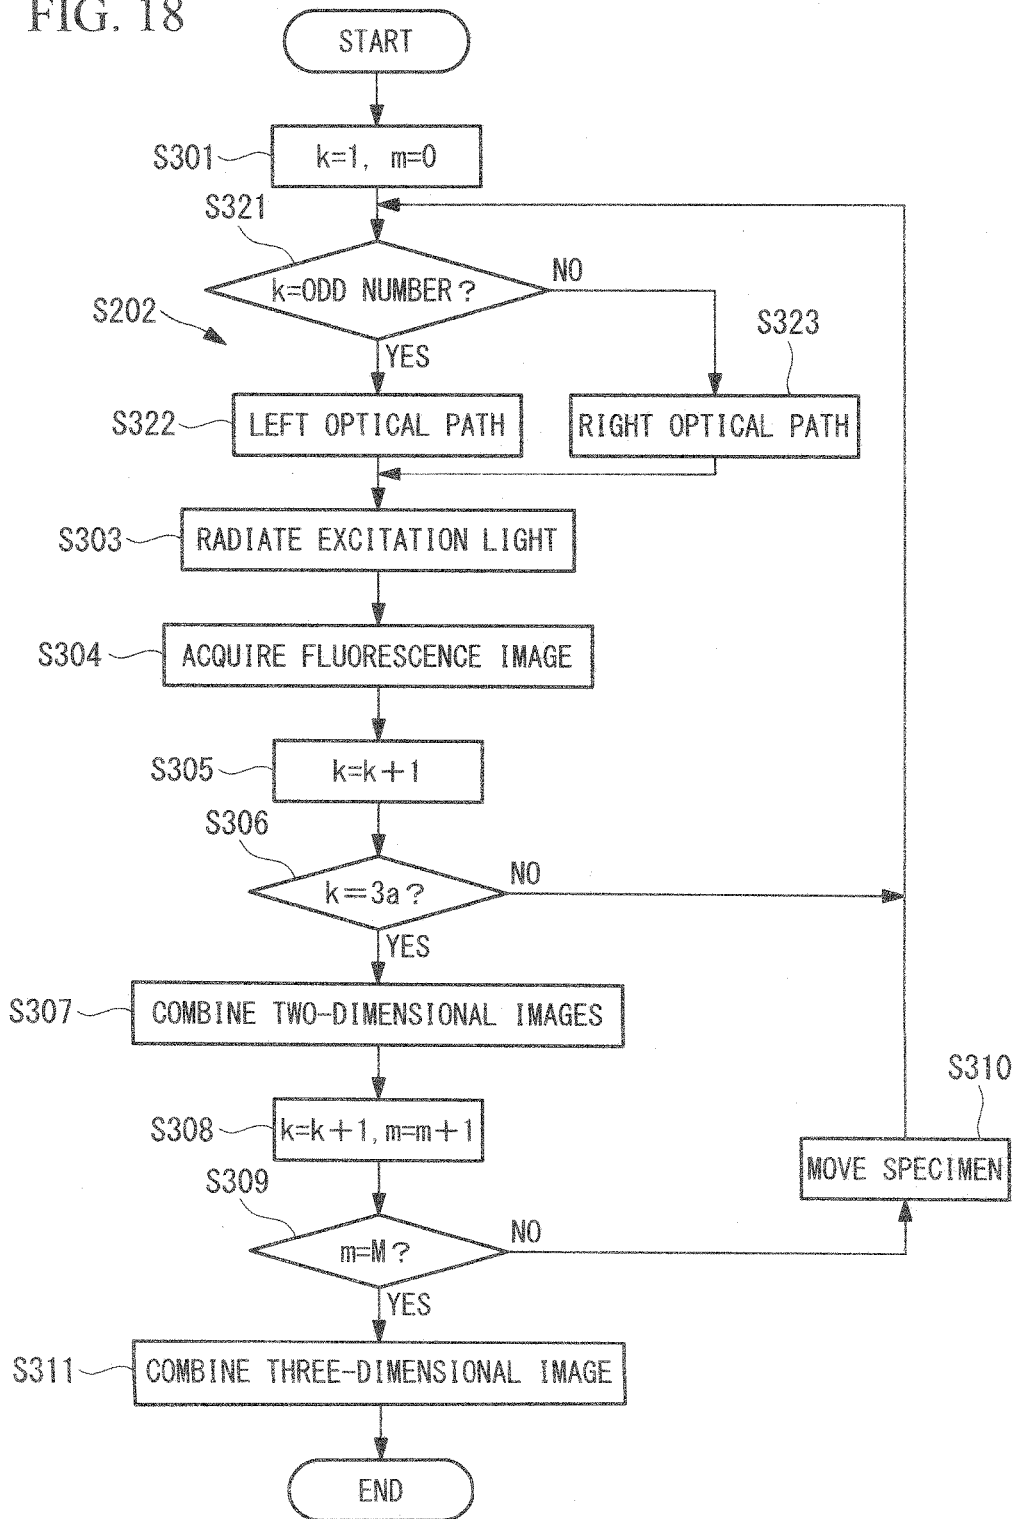 FIG. 18
START
S301
k=1, m=0
S321
k=ODD NUMBER?
NO
S202
YES
S323
S322
LEFT OPTICAL PATH
RIGHT OPTICAL PATH
S303
RADIATE EXCITATION LIGHT
S304
ACQUIRE FLUORESCENCE IMAGE
S305
k=k+1
S306
k=3a?
NO
YES
S307
COMBINE TWO-DIMENSIONAL IMAGES
S310
S308
k=k+1, m=m+1
MOVE SPECIMEN
S309
m=M?
NO
YES
S311
COMBINE THREE-DIMENSIONAL IMAGE
END